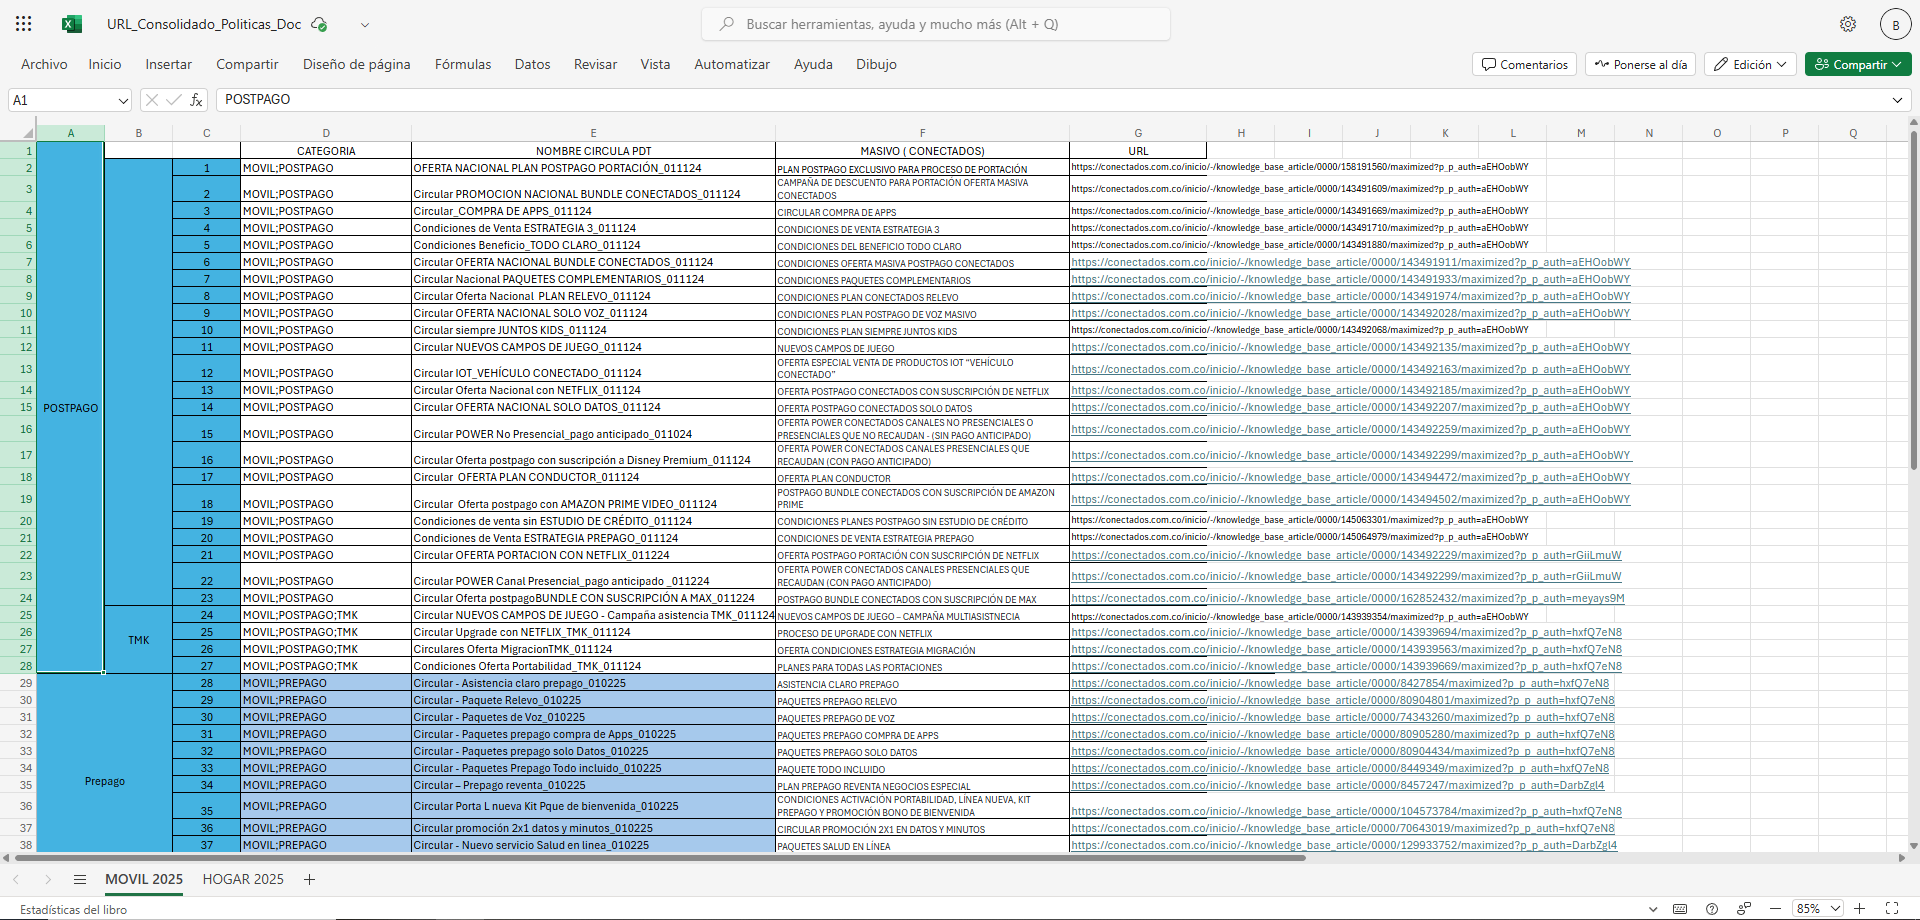 URL_Consolidado_Politicas_Doc
Buscar herramientas, ayuda y mucho más (Alt + Q)
B
Archivo Inicio Insertar Compartir Diseño de página Fórmulas Datos Revisar Vista Automatizar Ayuda Dibujo
Comentarios Ponerse al día Edición Compartir
A1 fx POSTPAGO
A B C D E F G H I J K L M N O P Q
1 CATEGORIA NOMBRE CIRCULA PDT MASIVO ( CONECTADOS) URL
2 1 MOVIL;POSTPAGO OFERTA NACIONAL PLAN POSTPAGO PORTACIÓN_011124 PLAN POSTPAGO EXCLUSIVO PARA PROCESO DE PORTACIÓN https://conectados.com.co/inicio/-/knowledge_base_article/0000/158191560/maximized?p_p_auth=aEHOobWY
3 2 MOVIL;POSTPAGO Circular PROMOCION NACIONAL BUNDLE CONECTADOS_011124 CAMPAÑA DE DESCUENTO PARA PORTACIÓN OFERTA MASIVA CONECTADOS https://conectados.com.co/inicio/-/knowledge_base_article/0000/143491609/maximized?p_p_auth=aEHOobWY
4 3 MOVIL;POSTPAGO Circular_COMPRA DE APPS_011124 CIRCULAR COMPRA DE APPS https://conectados.com.co/inicio/-/knowledge_base_article/0000/143491669/maximized?p_p_auth=aEHOobWY
5 4 MOVIL;POSTPAGO Condiciones de Venta ESTRATEGIA 3_011124 CONDICIONES DE VENTA ESTRATEGIA 3 https://conectados.com.co/inicio/-/knowledge_base_article/0000/143491710/maximized?p_p_auth=aEHOobWY
6 5 MOVIL;POSTPAGO Condiciones Beneficio_TODO CLARO_011124 CONDICIONES DEL BENEFICIO TODO CLARO https://conectados.com.co/inicio/-/knowledge_base_article/0000/143491880/maximized?p_p_auth=aEHOobWY
7 6 MOVIL;POSTPAGO Circular OFERTA NACIONAL BUNDLE CONECTADOS_011124 CONDICIONES OFERTA MASIVA POSTPAGO CONECTADOS https://conectados.com.co/inicio/-/knowledge_base_article/0000/143491911/maximized?p_p_auth=aEHOobWY
8 7 MOVIL;POSTPAGO Circular Nacional PAQUETES COMPLEMENTARIOS_011124 CONDICIONES PAQUETES COMPLEMENTARIOS https://conectados.com.co/inicio/-/knowledge_base_article/0000/143491933/maximized?p_p_auth=aEHOobWY
9 8 MOVIL;POSTPAGO Circular Oferta Nacional PLAN RELEVO_011124 CONDICIONES PLAN CONECTADOS RELEVO https://conectados.com.co/inicio/-/knowledge_base_article/0000/143491974/maximized?p_p_auth=aEHOobWY
10 9 MOVIL;POSTPAGO Circular OFERTA NACIONAL SOLO VOZ_011124 CONDICIONES PLAN POSTPAGO DE VOZ MASIVO https://conectados.com.co/inicio/-/knowledge_base_article/0000/143492028/maximized?p_p_auth=aEHOobWY
11 10 MOVIL;POSTPAGO Circular siempre JUNTOS KIDS_011124 CONDICIONES PLAN SIEMPRE JUNTOS KIDS https://conectados.com.co/inicio/-/knowledge_base_article/0000/143492068/maximized?p_p_auth=aEHOobWY
12 11 MOVIL;POSTPAGO Circular NUEVOS CAMPOS DE JUEGO_011124 NUEVOS CAMPOS DE JUEGO https://conectados.com.co/inicio/-/knowledge_base_article/0000/143492135/maximized?p_p_auth=aEHOobWY
13 12 MOVIL;POSTPAGO Circular IOT_VEHÍCULO CONECTADO_011124 OFERTA ESPECIAL VENTA DE PRODUCTOS IOT “VEHÍCULO CONECTADO” https://conectados.com.co/inicio/-/knowledge_base_article/0000/143492163/maximized?p_p_auth=aEHOobWY
14 13 MOVIL;POSTPAGO Circular Oferta Nacional con NETFLIX_011124 OFERTA POSTPAGO CONECTADOS CON SUSCRIPCIÓN DE NETFLIX https://conectados.com.co/inicio/-/knowledge_base_article/0000/143492185/maximized?p_p_auth=aEHOobWY
15 POSTPAGO 14 MOVIL;POSTPAGO Circular OFERTA NACIONAL SOLO DATOS_011124 OFERTA POSTPAGO CONECTADOS SOLO DATOS https://conectados.com.co/inicio/-/knowledge_base_article/0000/143492207/maximized?p_p_auth=aEHOobWY
16 15 MOVIL;POSTPAGO Circular POWER No Presencial_pago anticipado_011024 OFERTA POWER CONECTADOS CANALES NO PRESENCIALES O PRESENCIALES QUE NO RECAUDAN - (SIN PAGO ANTICIPADO) https://conectados.com.co/inicio/-/knowledge_base_article/0000/143492259/maximized?p_p_auth=aEHOobWY
17 16 MOVIL;POSTPAGO Circular Oferta postpago con suscripción a Disney Premium_011124 OFERTA POWER CONECTADOS CANALES PRESENCIALES QUE RECAUDAN (CON PAGO ANTICIPADO) https://conectados.com.co/inicio/-/knowledge_base_article/0000/143492299/maximized?p_p_auth=aEHOobWY
18 17 MOVIL;POSTPAGO Circular OFERTA PLAN CONDUCTOR_011124 OFERTA PLAN CONDUCTOR https://conectados.com.co/inicio/-/knowledge_base_article/0000/143494472/maximized?p_p_auth=aEHOobWY
19 18 MOVIL;POSTPAGO Circular Oferta postpago con AMAZON PRIME VIDEO_011124 POSTPAGO BUNDLE CONECTADOS CON SUSCRIPCIÓN DE AMAZON PRIME https://conectados.com.co/inicio/-/knowledge_base_article/0000/143494502/maximized?p_p_auth=aEHOobWY
20 19 MOVIL;POSTPAGO Condiciones de venta sin ESTUDIO DE CRÉDITO_011124 CONDICIONES PLANES POSTPAGO SIN ESTUDIO DE CRÉDITO https://conectados.com.co/inicio/-/knowledge_base_article/0000/145063301/maximized?p_p_auth=aEHOobWY
21 20 MOVIL;POSTPAGO Condiciones de Venta ESTRATEGIA PREPAGO_011124 CONDICIONES DE VENTA ESTRATEGIA PREPAGO https://conectados.com.co/inicio/-/knowledge_base_article/0000/145064979/maximized?p_p_auth=aEHOobWY
22 21 MOVIL;POSTPAGO Circular OFERTA PORTACION CON NETFLIX_011224 OFERTA POSTPAGO PORTACIÓN CON SUSCRIPCIÓN DE NETFLIX https://conectados.com.co/inicio/-/knowledge_base_article/0000/143492229/maximized?p_p_auth=rGiiLmuW
23 22 MOVIL;POSTPAGO Circular POWER Canal Presencial_pago anticipado _011224 OFERTA POWER CONECTADOS CANALES PRESENCIALES QUE RECAUDAN (CON PAGO ANTICIPADO) https://conectados.com.co/inicio/-/knowledge_base_article/0000/143492299/maximized?p_p_auth=rGiiLmuW
24 23 MOVIL;POSTPAGO Circular Oferta postpagoBUNDLE CON SUSCRIPCIÓN A MAX_011224 POSTPAGO BUNDLE CONECTADOS CON SUSCRIPCIÓN DE MAX https://conectados.com.co/inicio/-/knowledge_base_article/0000/162852432/maximized?p_p_auth=meyays9M
25 24 MOVIL;POSTPAGO;TMK Circular NUEVOS CAMPOS DE JUEGO - Campaña asistencia TMK_011124 NUEVOS CAMPOS DE JUEGO – CAMPAÑA MULTIASISTNECIA https://conectados.com.co/inicio/-/knowledge_base_article/0000/143939354/maximized?p_p_auth=aEHOobWY
26 TMK 25 MOVIL;POSTPAGO;TMK Circular Upgrade con NETFLIX_TMK_011124 PROCESO DE UPGRADE CON NETFLIX https://conectados.com.co/inicio/-/knowledge_base_article/0000/143939694/maximized?p_p_auth=hxfQ7eN8
27 26 MOVIL;POSTPAGO;TMK Circulares Oferta MigracionTMK_011124 OFERTA CONDICIONES ESTRATEGIA MIGRACIÓN https://conectados.com.co/inicio/-/knowledge_base_article/0000/143939563/maximized?p_p_auth=hxfQ7eN8
28 27 MOVIL;POSTPAGO;TMK Condiciones Oferta Portabilidad_TMK_011124 PLANES PARA TODAS LAS PORTACIONES https://conectados.com.co/inicio/-/knowledge_base_article/0000/143939669/maximized?p_p_auth=hxfQ7eN8
29 28 MOVIL;PREPAGO Circular - Asistencia claro prepago_010225 ASISTENCIA CLARO PREPAGO https://conectados.com.co/inicio/-/knowledge_base_article/0000/8427854/maximized?p_p_auth=hxfQ7eN8
30 29 MOVIL;PREPAGO Circular - Paquete Relevo_010225 PAQUETES PREPAGO RELEVO https://conectados.com.co/inicio/-/knowledge_base_article/0000/80904801/maximized?p_p_auth=hxfQ7eN8
31 30 MOVIL;PREPAGO Circular - Paquetes de Voz_010225 PAQUETES PREPAGO DE VOZ https://conectados.com.co/inicio/-/knowledge_base_article/0000/74343260/maximized?p_p_auth=hxfQ7eN8
32 31 MOVIL;PREPAGO Circular - Paquetes prepago compra de Apps_010225 PAQUETES PREPAGO COMPRA DE APPS https://conectados.com.co/inicio/-/knowledge_base_article/0000/80905280/maximized?p_p_auth=hxfQ7eN8
33 32 MOVIL;PREPAGO Circular - Paquetes prepago solo Datos_010225 PAQUETES PREPAGO SOLO DATOS https://conectados.com.co/inicio/-/knowledge_base_article/0000/80904434/maximized?p_p_auth=hxfQ7eN8
34 33 MOVIL;PREPAGO Circular - Paquetes Prepago Todo incluido_010225 PAQUETE TODO INCLUIDO https://conectados.com.co/inicio/-/knowledge_base_article/0000/8449349/maximized?p_p_auth=hxfQ7eN8
35 Prepago 34 MOVIL;PREPAGO Circular – Prepago reventa_010225 PLAN PREPAGO REVENTA NEGOCIOS ESPECIAL https://conectados.com.co/inicio/-/knowledge_base_article/0000/8457247/maximized?p_p_auth=DarbZgl4
36 35 MOVIL;PREPAGO Circular Porta L nueva Kit Pque de bienvenida_010225 CONDICIONES ACTIVACIÓN PORTABILIDAD, LÍNEA NUEVA, KIT PREPAGO Y PROMOCIÓN BONO DE BIENVENIDA https://conectados.com.co/inicio/-/knowledge_base_article/0000/104573784/maximized?p_p_auth=hxfQ7eN8
37 36 MOVIL;PREPAGO Circular promoción 2x1 datos y minutos_010225 CIRCULAR PROMOCIÓN 2X1 EN DATOS Y MINUTOS https://conectados.com.co/inicio/-/knowledge_base_article/0000/70643019/maximized?p_p_auth=hxfQ7eN8
38 37 MOVIL;PREPAGO Circular - Nuevo servicio Salud en linea_010225 PAQUETES SALUD EN LÍNEA https://conectados.com.co/inicio/-/knowledge_base_article/0000/129933752/maximized?p_p_auth=DarbZgl4
MOVIL 2025 HOGAR 2025
Estadísticas del libro 85%